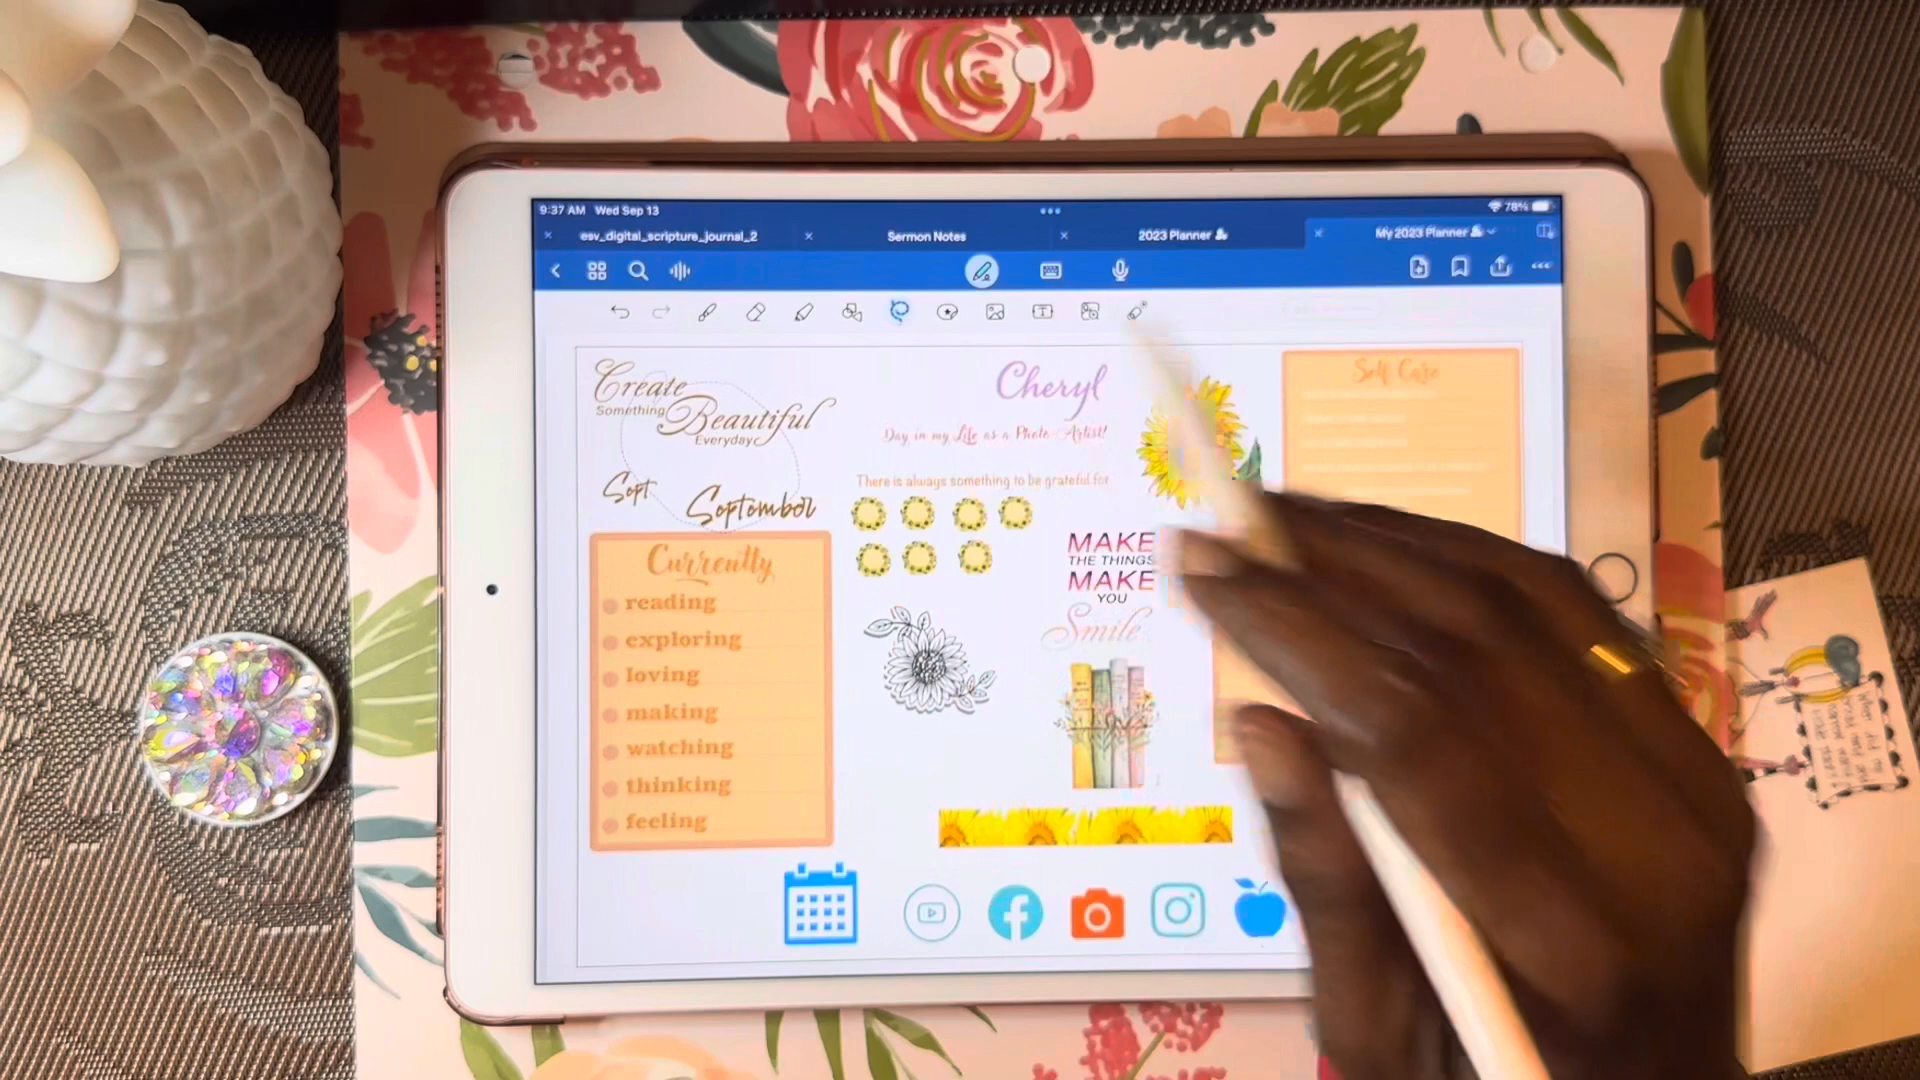 9:37 AM Wed Sep 13
78%
esv_digital_scripture_journal_2
Sermon Notes
2023 Planner
My 2023 Planner
Create
Something
Beautiful
Everyday
Sept
September
Cheryl
Day in my Life as a Photo Artist!
There is always something to be grateful for
Self Care
Currently
reading
exploring
loving
making
watching
thinking
feeling
MAKE
THE THINGS
MAKE
YOU
Smile